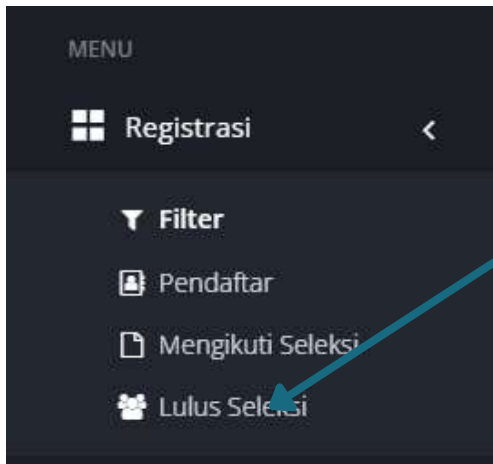 MENU
Registrasi
Filter
Pendaftar
Mengikuti Seleksi
Lulus Seleksi